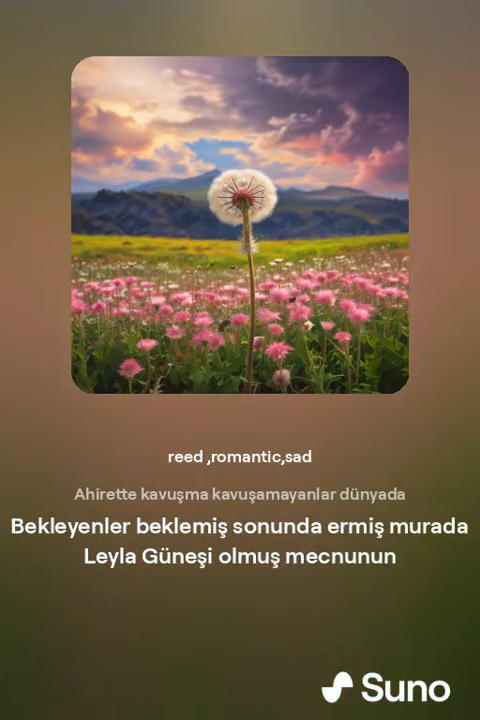 reed ,romantic,sad
Ahirette kavuşma kavuşamayanlar dünyada
Bekleyenler beklemiş sonunda ermiş murada
Leyla Güneşi olmuş mecnunun
Suno